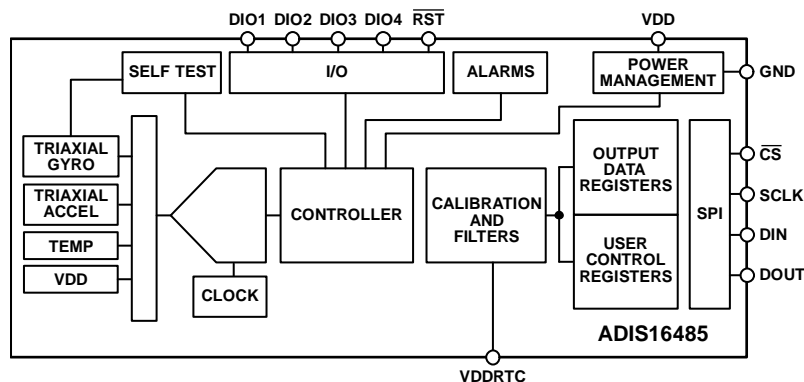 DIO1 DIO2 DIO3 DIO4 RST VDD
SELF TEST
I/O
ALARMS
POWER
MANAGEMENT
GND
TRIAXIAL
GYRO
TRIAXIAL
ACCEL
TEMP
VDD
CLOCK
CONTROLLER
CALIBRATION
AND
FILTERS
OUTPUT
DATA
REGISTERS
USER
CONTROL
REGISTERS
SPI
CS
SCLK
DIN
DOUT
ADIS16485
VDDRTC